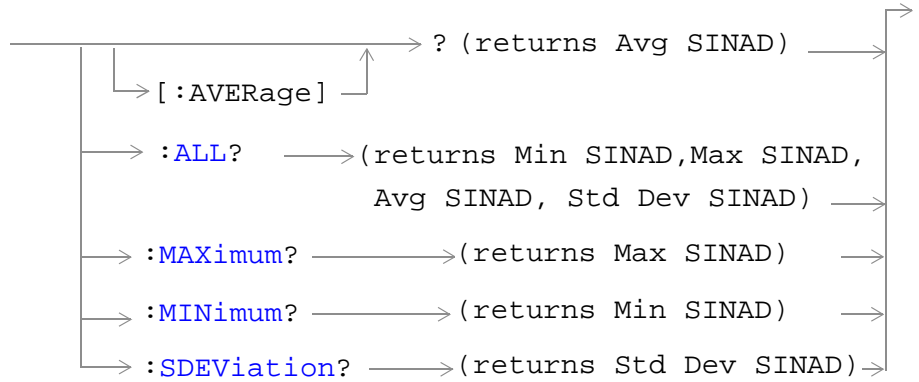 ? (returns Avg SINAD)
[:AVERage]
:ALL? (returns Min SINAD,Max SINAD,
Avg SINAD, Std Dev SINAD)
:MAXimum? (returns Max SINAD)
:MINimum? (returns Min SINAD)
:SDEViation? (returns Std Dev SINAD)